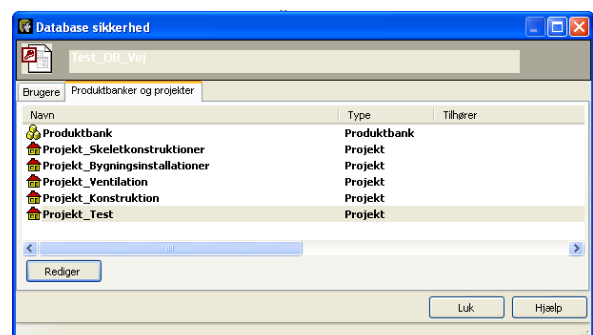 Database sikkerhed
Test_DB_Vej
Brugere Produktbanker og projekter
Navn Type Tilhører
Produktbank Produktbank
Projekt_Skeletkonstruktioner Projekt
Projekt_Bygningsinstallationer Projekt
Projekt_Ventilation Projekt
Projekt_Konstruktion Projekt
Projekt_Test Projekt
Rediger
Luk Hjælp